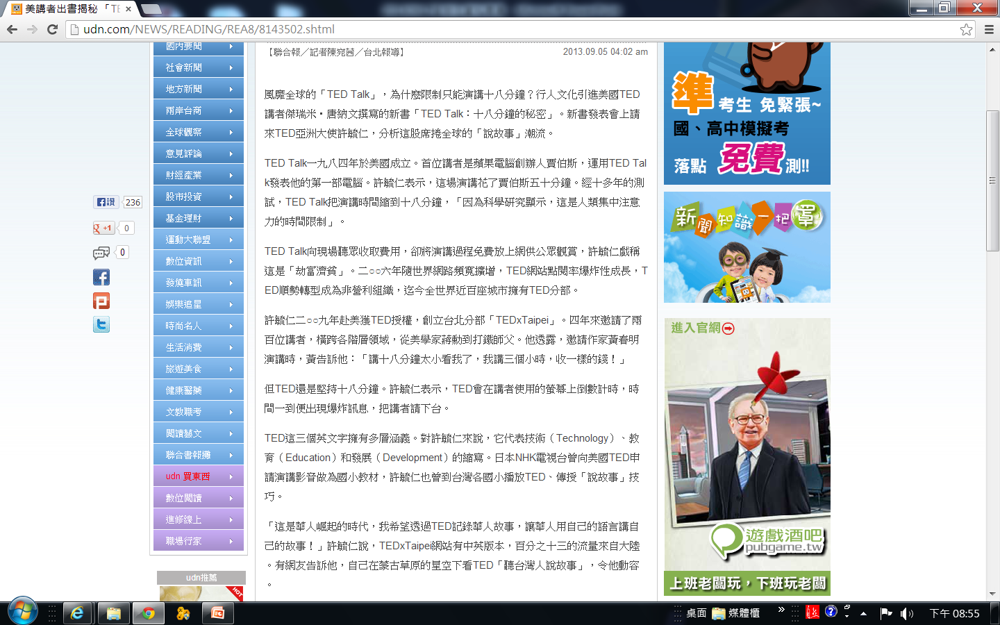 美講者出書揭秘「TE
udn.com/NEWS/READING/REA8/8143502.shtml
國內要聞
社會新聞
地方新聞
兩岸台商
全球觀察
意見評論
財經產業
股市投資
基金理財
運動大聯盟
數位資訊
發燒車訊
娛樂追星
時尚名人
生活消費
旅遊美食
健康醫藥
文教職考
閱讀藝文
聯合書報攤
udn 買東西
數位閱讀
進修線上
職場行家
udn推薦
HOT
讚 236
+1 0
0
【聯合報╱記者陳宛茜╱台北報導】
2013.09.05 04:02 am
風靡全球的「TED Talk」，為什麼限制只能演講十八分鐘？行人文化引進美國TED
講者傑瑞米‧唐納文撰寫的新書「TED Talk：十八分鐘的秘密」。新書發表會上請
來TED亞洲大使許毓仁，分析這股席捲全球的「說故事」潮流。
TED Talk一九八四年於美國成立。首位講者是蘋果電腦創辦人賈伯斯，運用TED Tal
k發表他的第一部電腦。許毓仁表示，這場演講花了賈伯斯五十分鐘。經十多年的測
試，TED Talk把演講時間縮到十八分鐘，「因為科學研究顯示，這是人類集中注意
力的時間限制」。
TED Talk向現場聽眾收取費用，卻將演講過程免費放上網供公眾觀賞，許毓仁戲稱
這是「劫富濟貧」。二○○六年隨世界網路頻寬擴增，TED網站點閱率爆炸性成長，T
ED順勢轉型成為非營利組織，迄今全世界近百座城市擁有TED分部。
許毓仁二○○九年赴美獲TED授權，創立台北分部「TEDxTaipei」。四年來邀請了兩
百位講者，橫跨各階層領域，從美學家蔣勳到打鐵師父。他透露，邀請作家黃春明
演講時，黃告訴他：「講十八分鐘太小看我了，我講三個小時，收一樣的錢！」
但TED還是堅持十八分鐘。許毓仁表示，TED會在講者使用的螢幕上倒數計時，時
間一到便出現爆炸訊息，把講者請下台。
TED這三個英文字擁有多層涵義。對許毓仁來說，它代表技術（Technology）、教
育（Education）和發展（Development）的縮寫。日本NHK電視台曾向美國TED申
請演講影音做為國小教材，許毓仁也曾到台灣各國小播放TED、傳授「說故事」技
巧。
「這是華人崛起的時代，我希望透過TED記錄華人故事，讓華人用自己的語言講自
己的故事！」許毓仁說，TEDxTaipei網站有中英版本，百分之十三的流量來自大陸
。有網友告訴他，自己在蒙古草原的星空下看TED「聽台灣人說故事」，令他動容
。
準考生 免緊張~
國、高中模擬考
落點 免費測!!
新聞知識一把罩
進入官網
遊戲酒吧
pubgame.tw
上班老闆玩，下班玩老闆
桌面 媒體櫃 »
下午 08:55